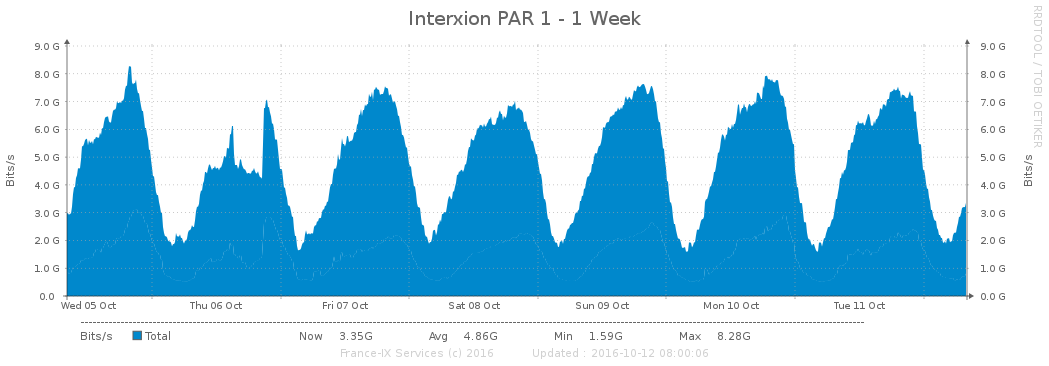 Interxion PAR 1 - 1 Week
RRDTOOL / TOBI OETIKER
Bits/s
9.0 G 9.0 G
8.0 G 8.0 G
7.0 G 7.0 G
6.0 G 6.0 G
5.0 G 5.0 G
4.0 G 4.0 G
3.0 G 3.0 G
2.0 G 2.0 G
1.0 G 1.0 G
0.0 0.0 G
Bits/s
Wed 05 Oct Thu 06 Oct Fri 07 Oct Sat 08 Oct Sun 09 Oct Mon 10 Oct Tue 11 Oct
Bits/s Total Now 3.35G Avg 4.86G Min 1.59G Max 8.28G
France-IX Services (c) 2016 Updated : 2016-10-12 08:00:06